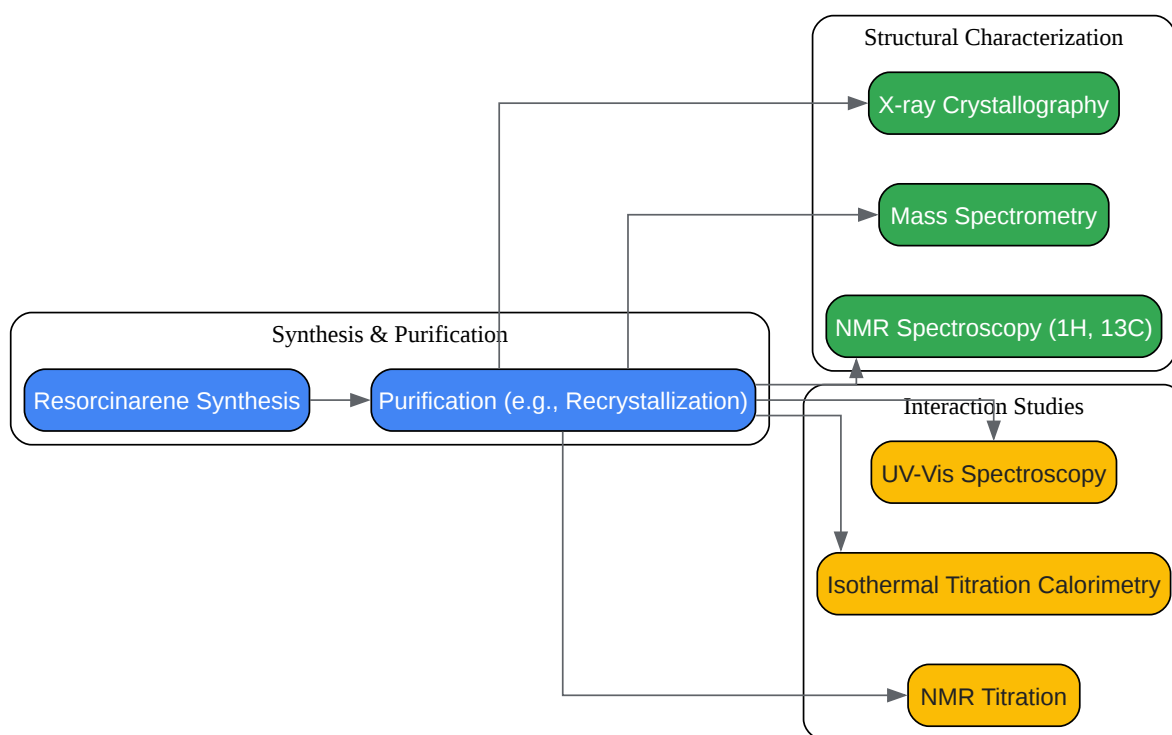 Structural Characterization
X-ray Crystallography
Mass Spectrometry
NMR Spectroscopy (1H, 13C)
Synthesis & Purification
Resorcinarene Synthesis
Purification (e.g., Recrystallization)
Interaction Studies
UV-Vis Spectroscopy
Isothermal Titration Calorimetry
NMR Titration